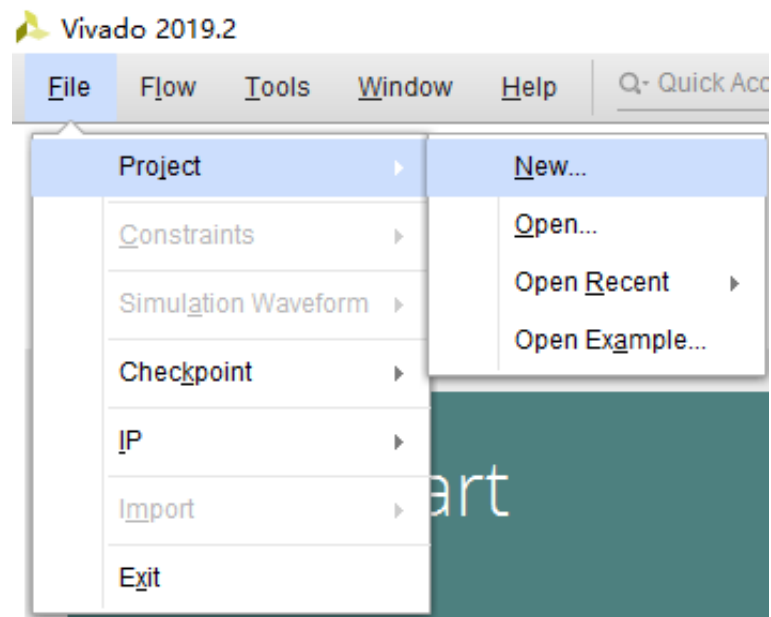 Vivado 2019.2
File Flow Tools Window Help Quick Acc
Project
Constraints
Simulation Waveform
Checkpoint
IP
Import
Exit
New...
Open...
Open Recent
Open Example...
art